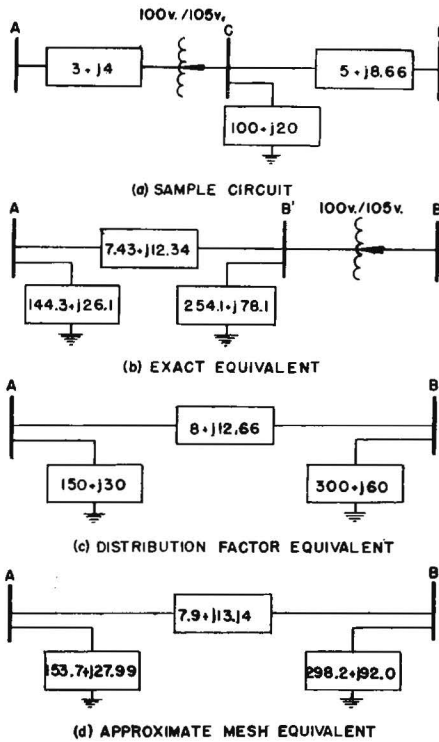 100v./105v.
A
C
3 + j4
5 + j8.66
100+j20
(a) SAMPLE CIRCUIT
A
B'
100v./105v.
B
7.43+j12.34
144.3+j26.1
254.1+j78.1
(b) EXACT EQUIVALENT
A
B
8 + j12.66
150+j30
300+j60
(c) DISTRIBUTION FACTOR EQUIVALENT
A
B
7.9+j13.14
153.7+j27.99
298.2+j92.0
(d) APPROXIMATE MESH EQUIVALENT